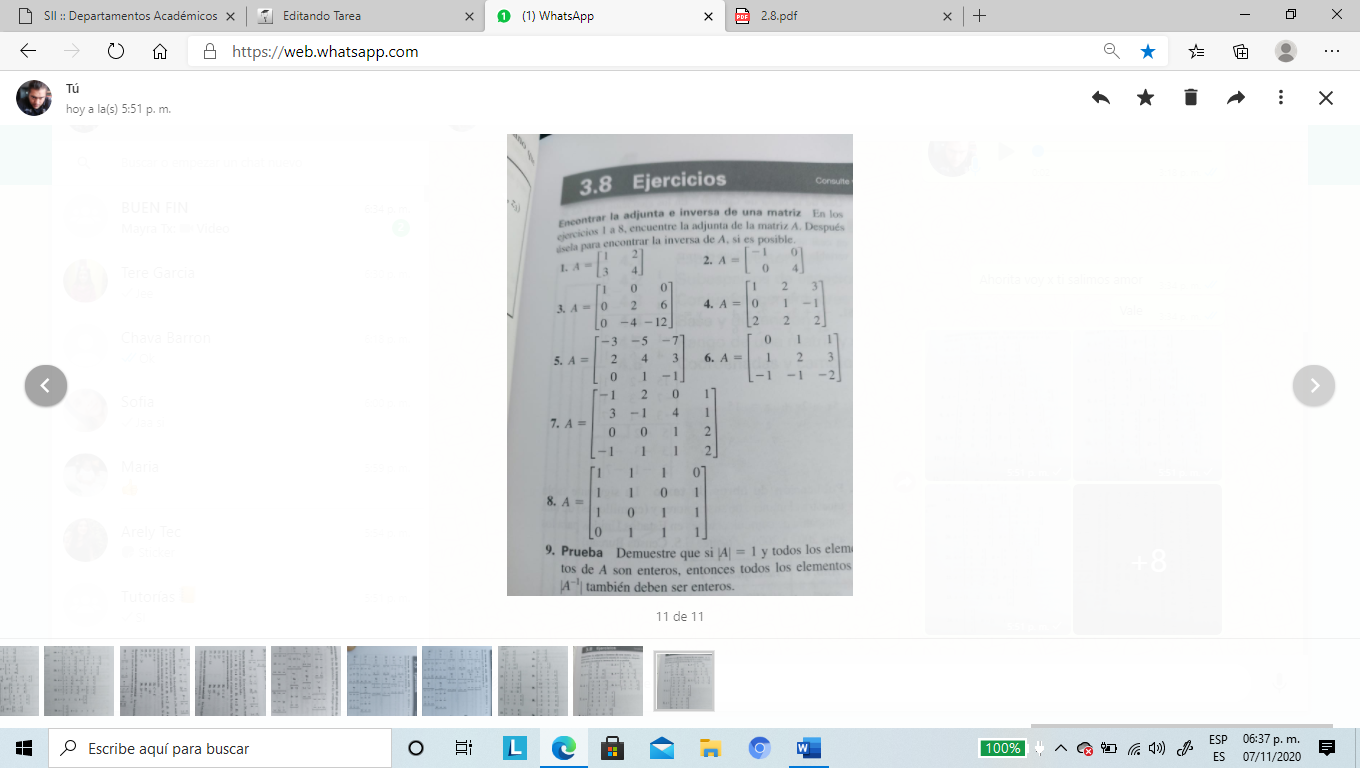 SII :: Departamentos Académicos
Editando Tarea
(1) WhatsApp
2.8.pdf
https://web.whatsapp.com
Tú
hoy a la(s) 5:51 p. m.
BUEN FIN
Tere Garcia
Chava Barron
Sofia
Maria
Arely Tec
Tutorias
+8
3.8 Ejercicios
Consulte
Encontrar la adjunta e inversa de una matriz En los
ejercicios 1 a 8, encuentre la adjunta de la matriz A. Después
úsela para encontrar la inversa de A, si es posible.
1. A = [1 2
3 4]
2. A = [-1 0
0 4]
3. A = [1 0 0
0 2 6
0 -4 -12]
4. A = [1 2 3
0 1 -1
2 2 2]
5. A = [-3 -5 -7
2 4 3
0 1 -1]
6. A = [0 1 1
1 2 3
-1 -1 -2]
7. A = [-1 2 0 1
3 -1 4 1
0 0 1 2
-1 1 1 2]
8. A = [1 1 1 0
1 1 0 1
1 0 1 1
0 1 1 1]
9. Prueba Demuestre que si |A| = 1 y todos los elem
tos de A son enteros, entonces todos los elementos
|A⁻¹| también deben ser enteros.
11 de 11
Escribe aquí para buscar
100%
ESP
ES
06:37 p. m.
07/11/2020